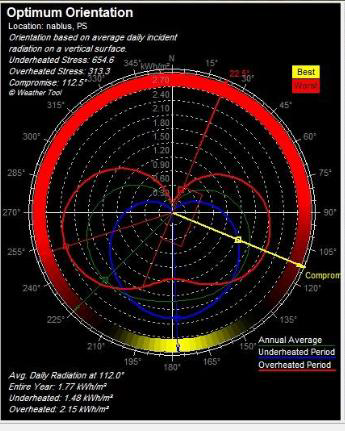 Optimum Orientation
Location: nablus, PS
Orientation based on average daily incident
radiation on a vertical surface.
Underheated Stress: 654.6
Overheated Stress: 313.3
Compromise: 112.5°
© Weather Tool
N
345°
15°
330°
30°
315°
45°
300°
60°
285°
75°
270°
90°
255°
105°
240°
120°
225°
135°
210°
150°
195°
165°
180°
kWh/m²
2.70
2.40
2.10
1.80
1.50
1.20
0.90
0.60
22.5°
Best
Worst
Comprom
Annual Average
Underheated Period
Overheated Period
Avg. Daily Radiation at 112.0°
Entire Year: 1.77 kWh/m²
Underheated: 1.48 kWh/m²
Overheated: 2.15 kWh/m²